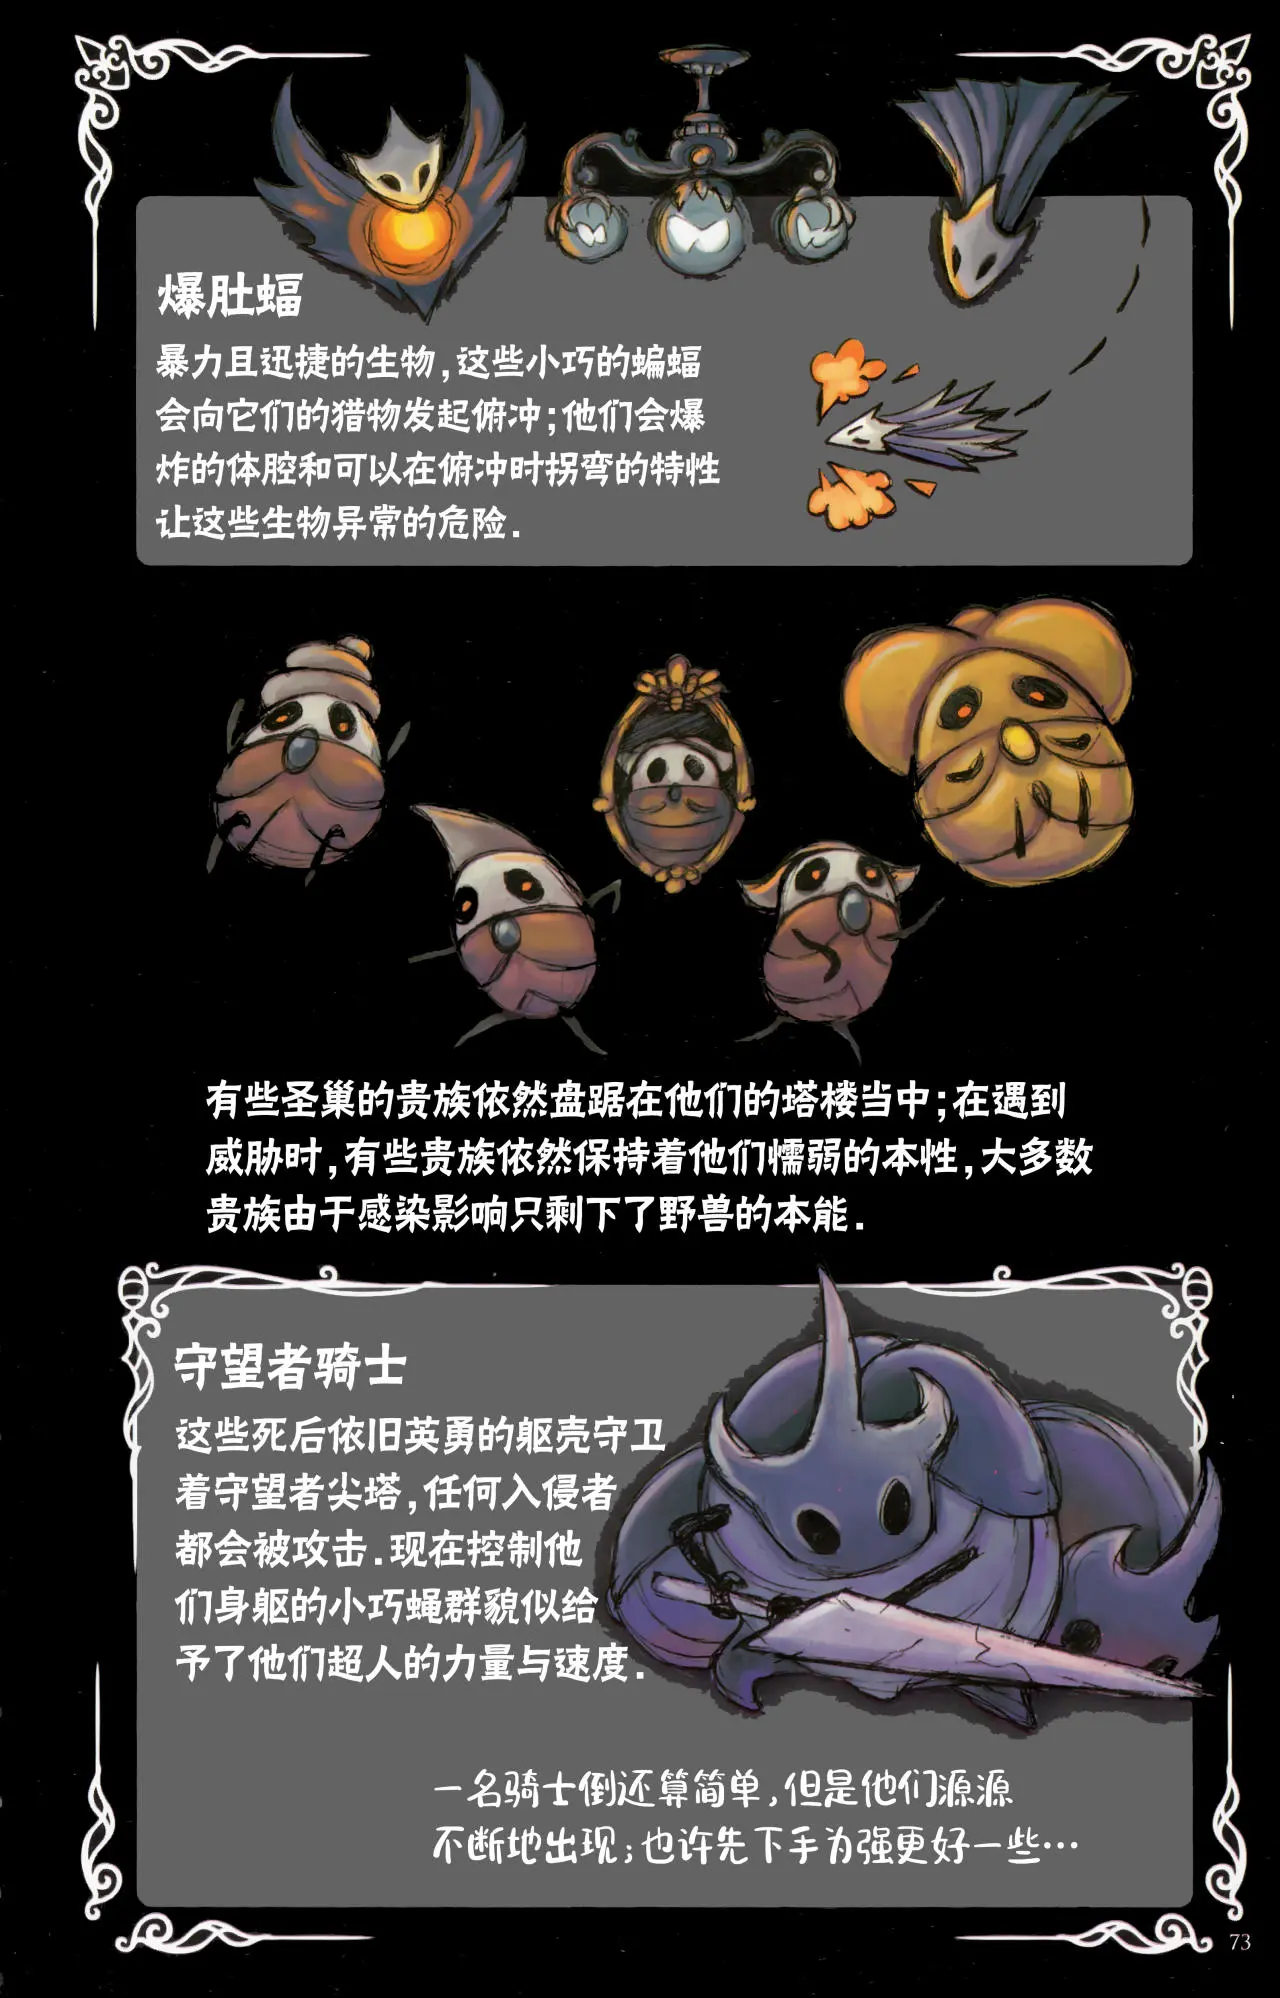 爆肚蝠
暴力且迅捷的生物,这些小巧的蝙蝠
会向它们的猎物发起俯冲;他们会爆
炸的体腔和可以在俯冲时拐弯的特性
让这些生物异常的危险.
有些圣巢的贵族依然盘踞在他们的塔楼当中;在遇到
威胁时,有些贵族依然保持着他们懦弱的本性,大多数
贵族由于感染影响只剩下了野兽的本能.
守望者骑士
这些死后依旧英勇的躯壳守卫
着守望者尖塔,任何入侵者
都会被攻击.现在控制他
们身躯的小巧蝇群貌似给
予了他们超人的力量与速度.
一名骑士倒还算简单,但是他们源源
不断地出现;也许先下手为强更好一些…
73